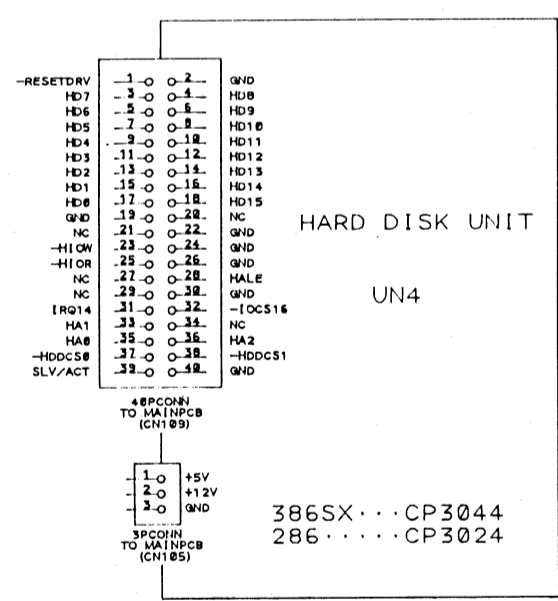 -RESETDRV 1 2 GND
HD7 3 4 HD8
HD6 5 6 HD9
HD5 7 8 HD10
HD4 9 10 HD11
HD3 11 12 HD12
HD2 13 14 HD13
HD1 15 16 HD14
HD0 17 18 HD15
GND 19 20 NC
NC 21 22 GND
-HIOW 23 24 GND
-HIOR 25 26 GND
NC 27 28 HALE
NC 29 30 GND
IRQ14 31 32 -IOCS16
HA1 33 34 NC
HA0 35 36 HA2
-HDDCS0 37 38 -HDDCS1
SLV/ACT 39 40 GND
HARD DISK UNIT
UN4
40PCONN
TO MAINPCB
(CN109)
1 +5V
2 +12V
3 GND
3PCONN
TO MAINPCB
(CN105)
386SX···CP3044
286·····CP3024